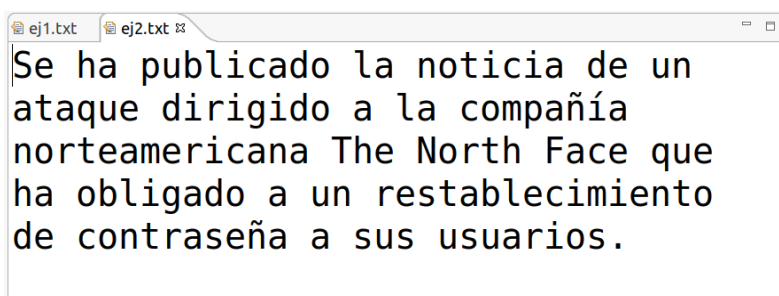 ej1.txt ej2.txt
Se ha publicado la noticia de un
ataque dirigido a la compañía
norteamericana The North Face que
ha obligado a un restablecimiento
de contraseña a sus usuarios.